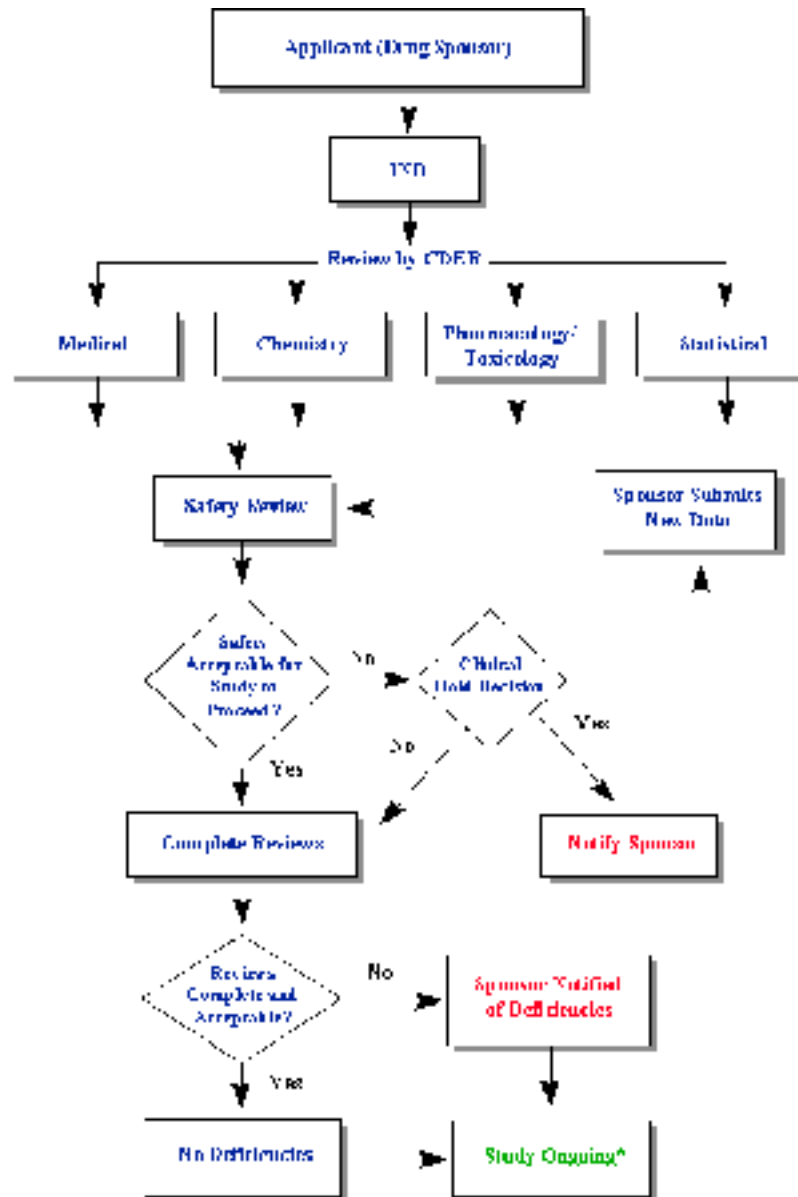 Applicant (Drug Sponsor)
IND
Review by CDER
Medical
Chemistry
Pharmacology/
Toxicology
Statistical
Safety Review
Sponsor Submits
New Data
Safety
Acceptable for
Study to
Proceed?
No
Clinical
Hold Decision
Yes
No
Yes
Complete Reviews
Notify Sponsor
Reviews
Complete and
Acceptable?
No
Sponsor Notified
of Deficiencies
Yes
No Deficiencies
Study Ongoing*